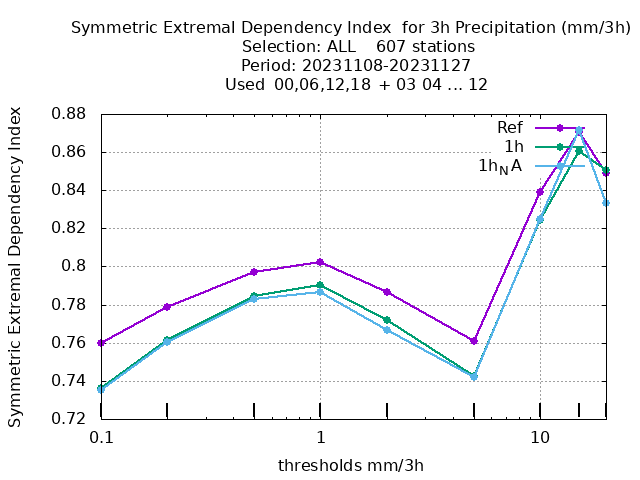 Symmetric Extremal Dependency Index  for 3h Precipitation (mm/3h)
Selection: ALL    607 stations
Period: 20231108-20231127
Used  00,06,12,18  + 03 04 ... 12
Symmetric Extremal Dependency Index
0.88
0.86
0.84
0.82
0.8
0.78
0.76
0.74
0.72
Ref
1h
1hNA
0.1 1 10
thresholds mm/3h